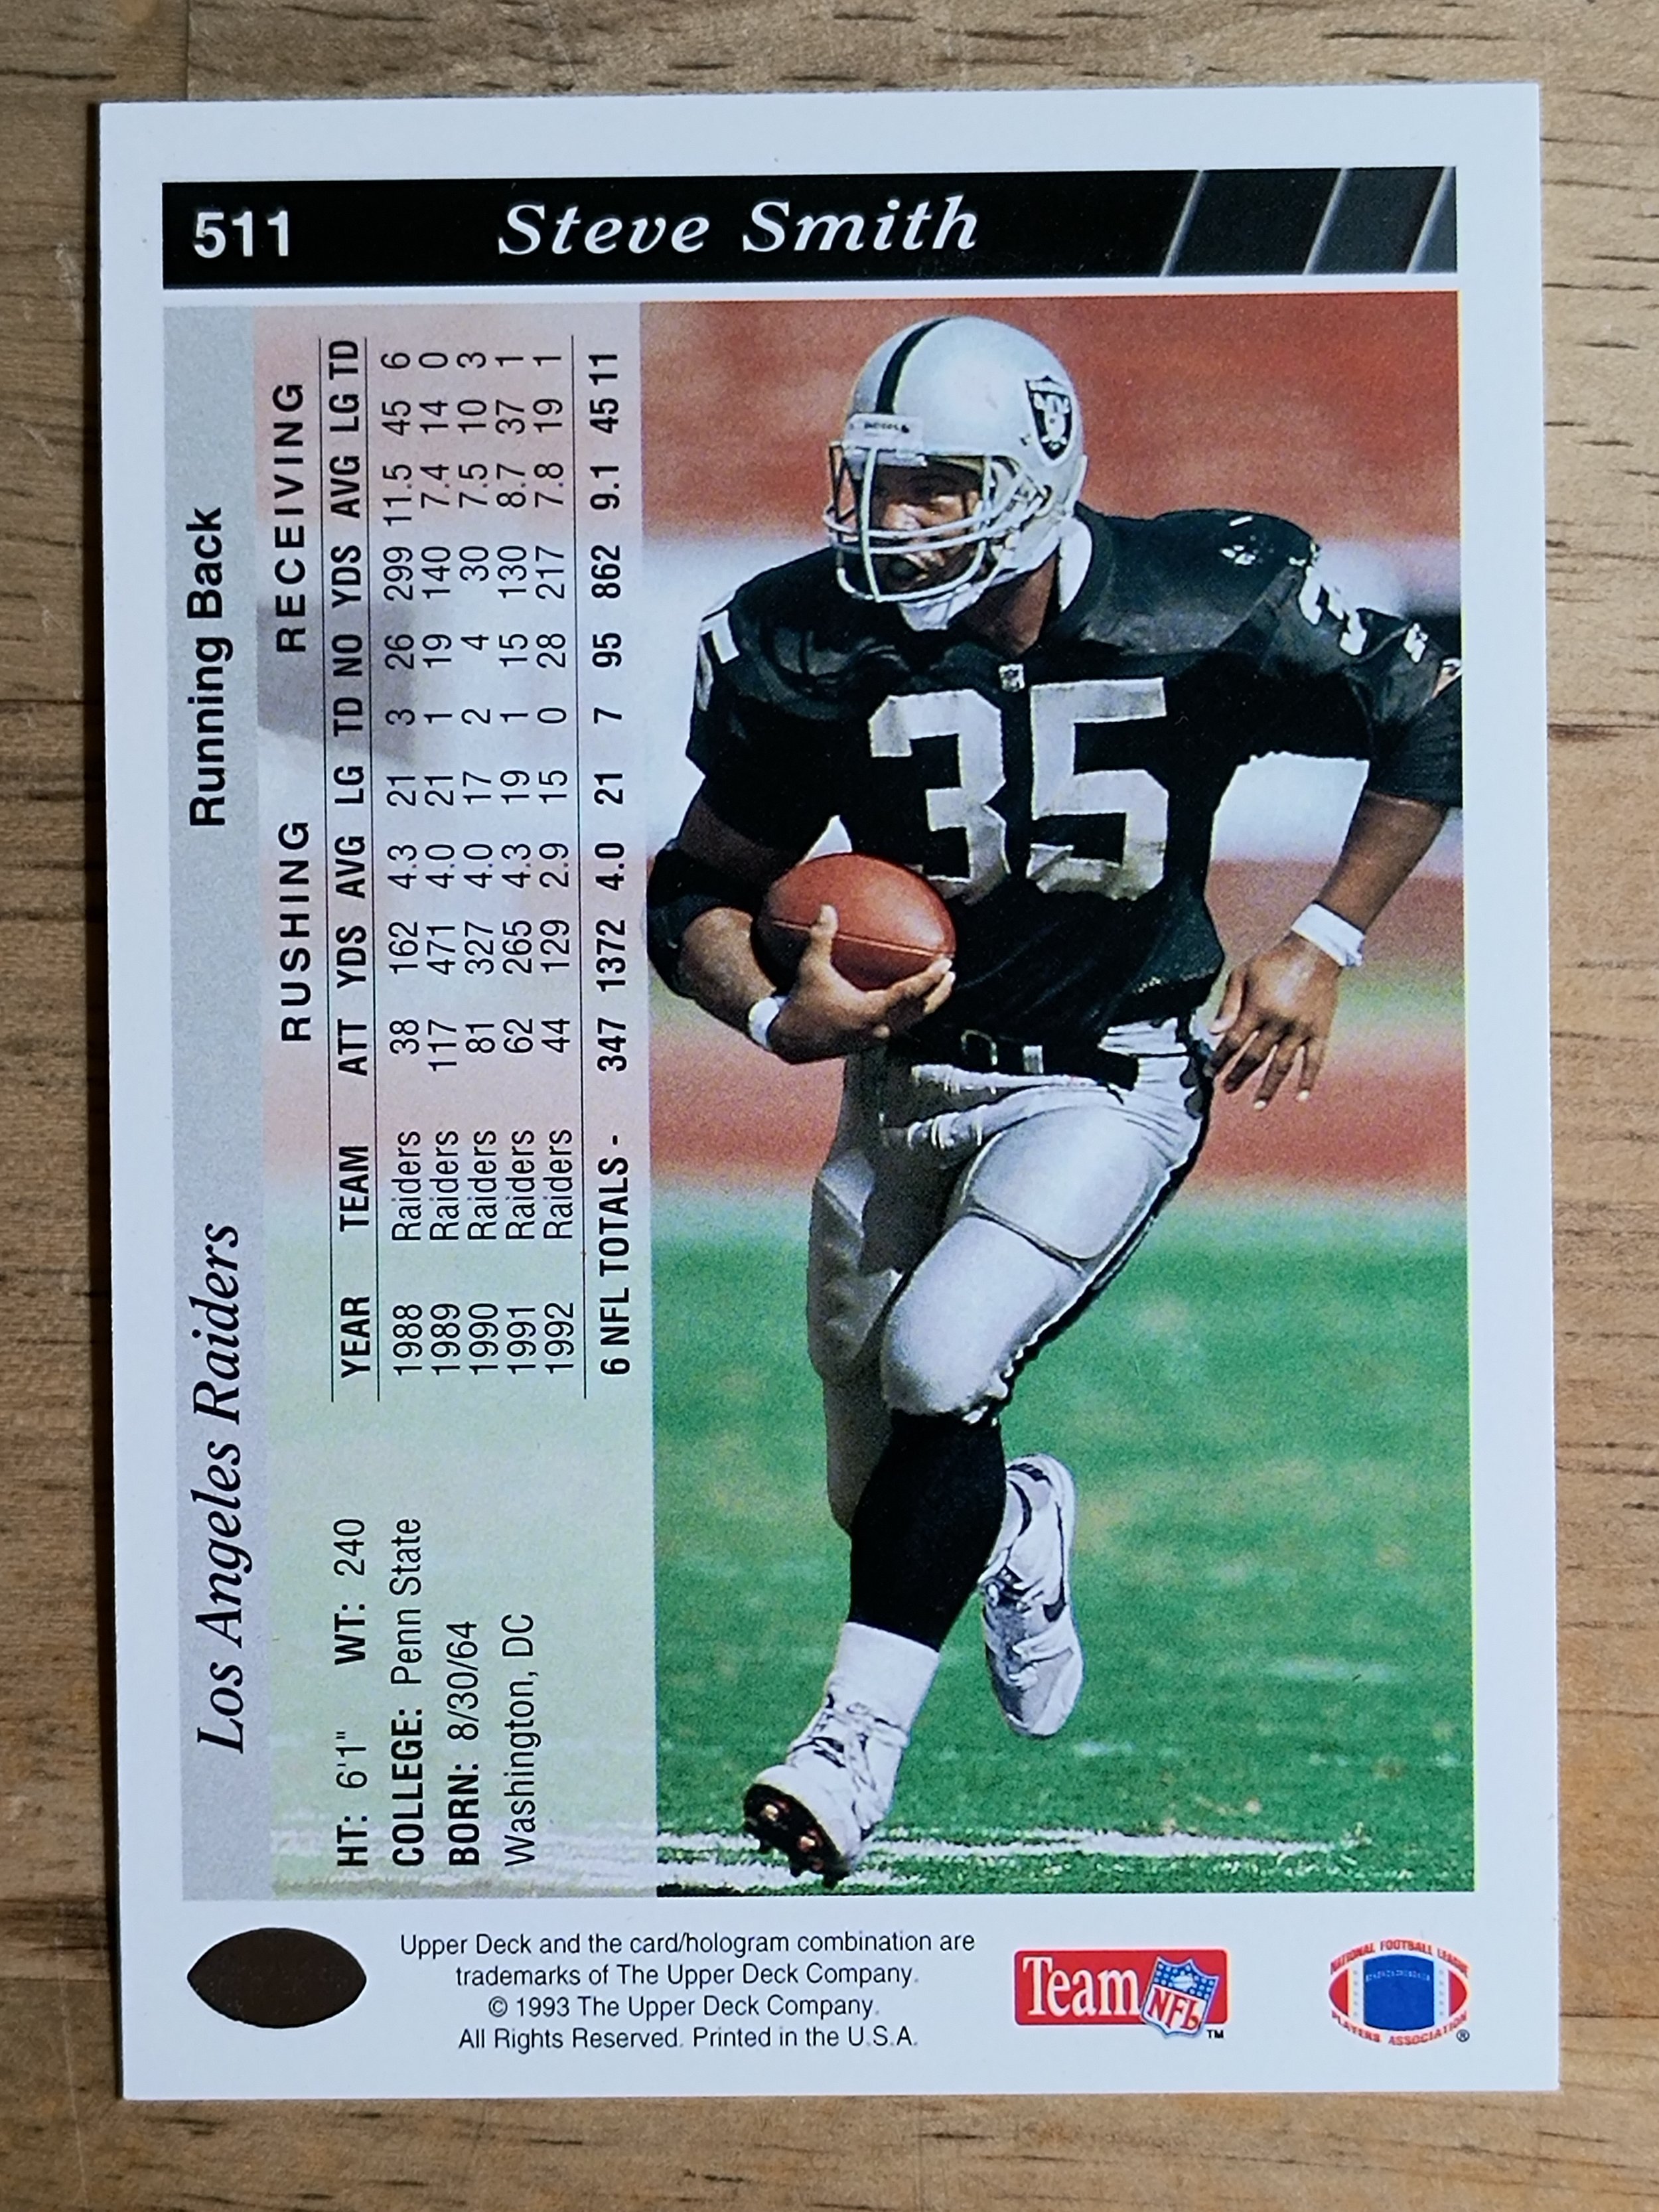 511 Steve Smith
Los Angeles Raiders Running Back
HT: 6'1" WT: 240
COLLEGE: Penn State
BORN: 8/30/64
Washington, DC
RUSHING RECEIVING
YEAR TEAM ATT YDS AVG LG TD NO YDS AVG LG TD
1988 Raiders 38 162 4.3 21 3 26 299 11.5 45 6
1989 Raiders 117 471 4.0 21 1 19 140 7.4 14 0
1990 Raiders 81 327 4.0 17 2 4 30 7.5 10 3
1991 Raiders 62 265 4.3 19 1 15 130 8.7 37 1
1992 Raiders 44 129 2.9 15 0 28 217 7.8 19 1
6 NFL TOTALS - 347 1372 4.0 21 7 95 862 9.1 45 11
35
Upper Deck and the card/hologram combination are
trademarks of The Upper Deck Company.
© 1993 The Upper Deck Company.
All Rights Reserved. Printed in the U.S.A.
Team NFL TM
NATIONAL FOOTBALL LEAGUE
PLAYERS ASSOCIATION ®